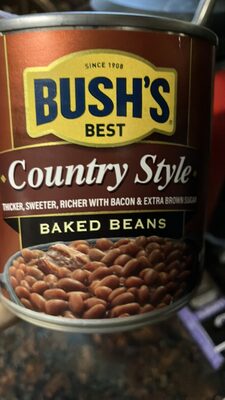 SINCE 1908
BUSH'S
BEST
Country Style
THICKER, SWEETER, RICHER WITH BACON & EXTRA BROWN SUGAR
BAKED BEANS